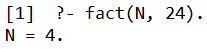 [1]  ?- fact(N, 24).
N = 4.